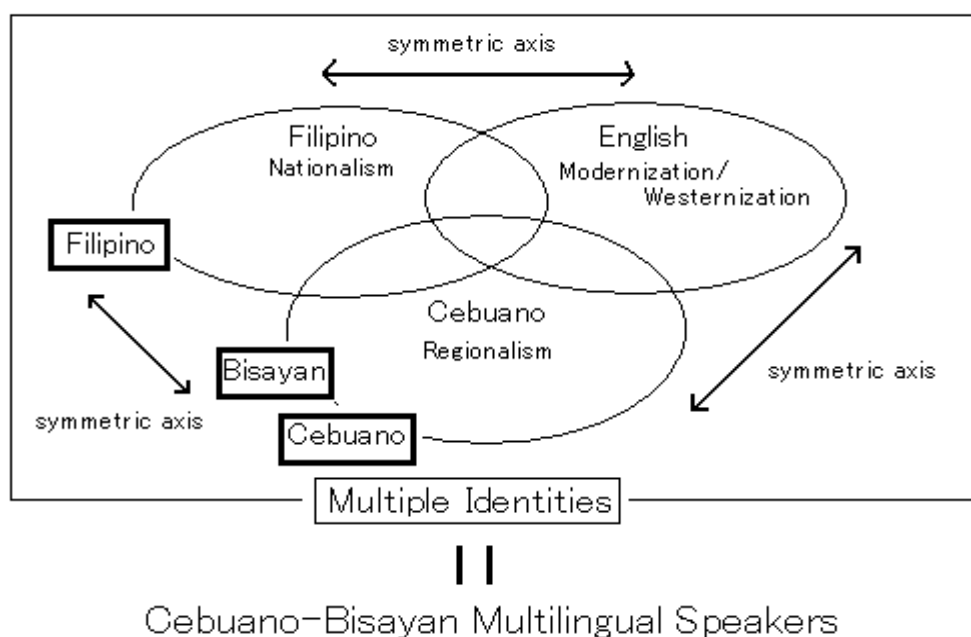 symmetric axis
Filipino
Nationalism
English
Modernization/
Westernization
Filipino
Cebuano
Regionalism
Bisayan
symmetric axis
symmetric axis
Cebuano
Multiple Identities
Cebuano-Bisayan Multilingual Speakers